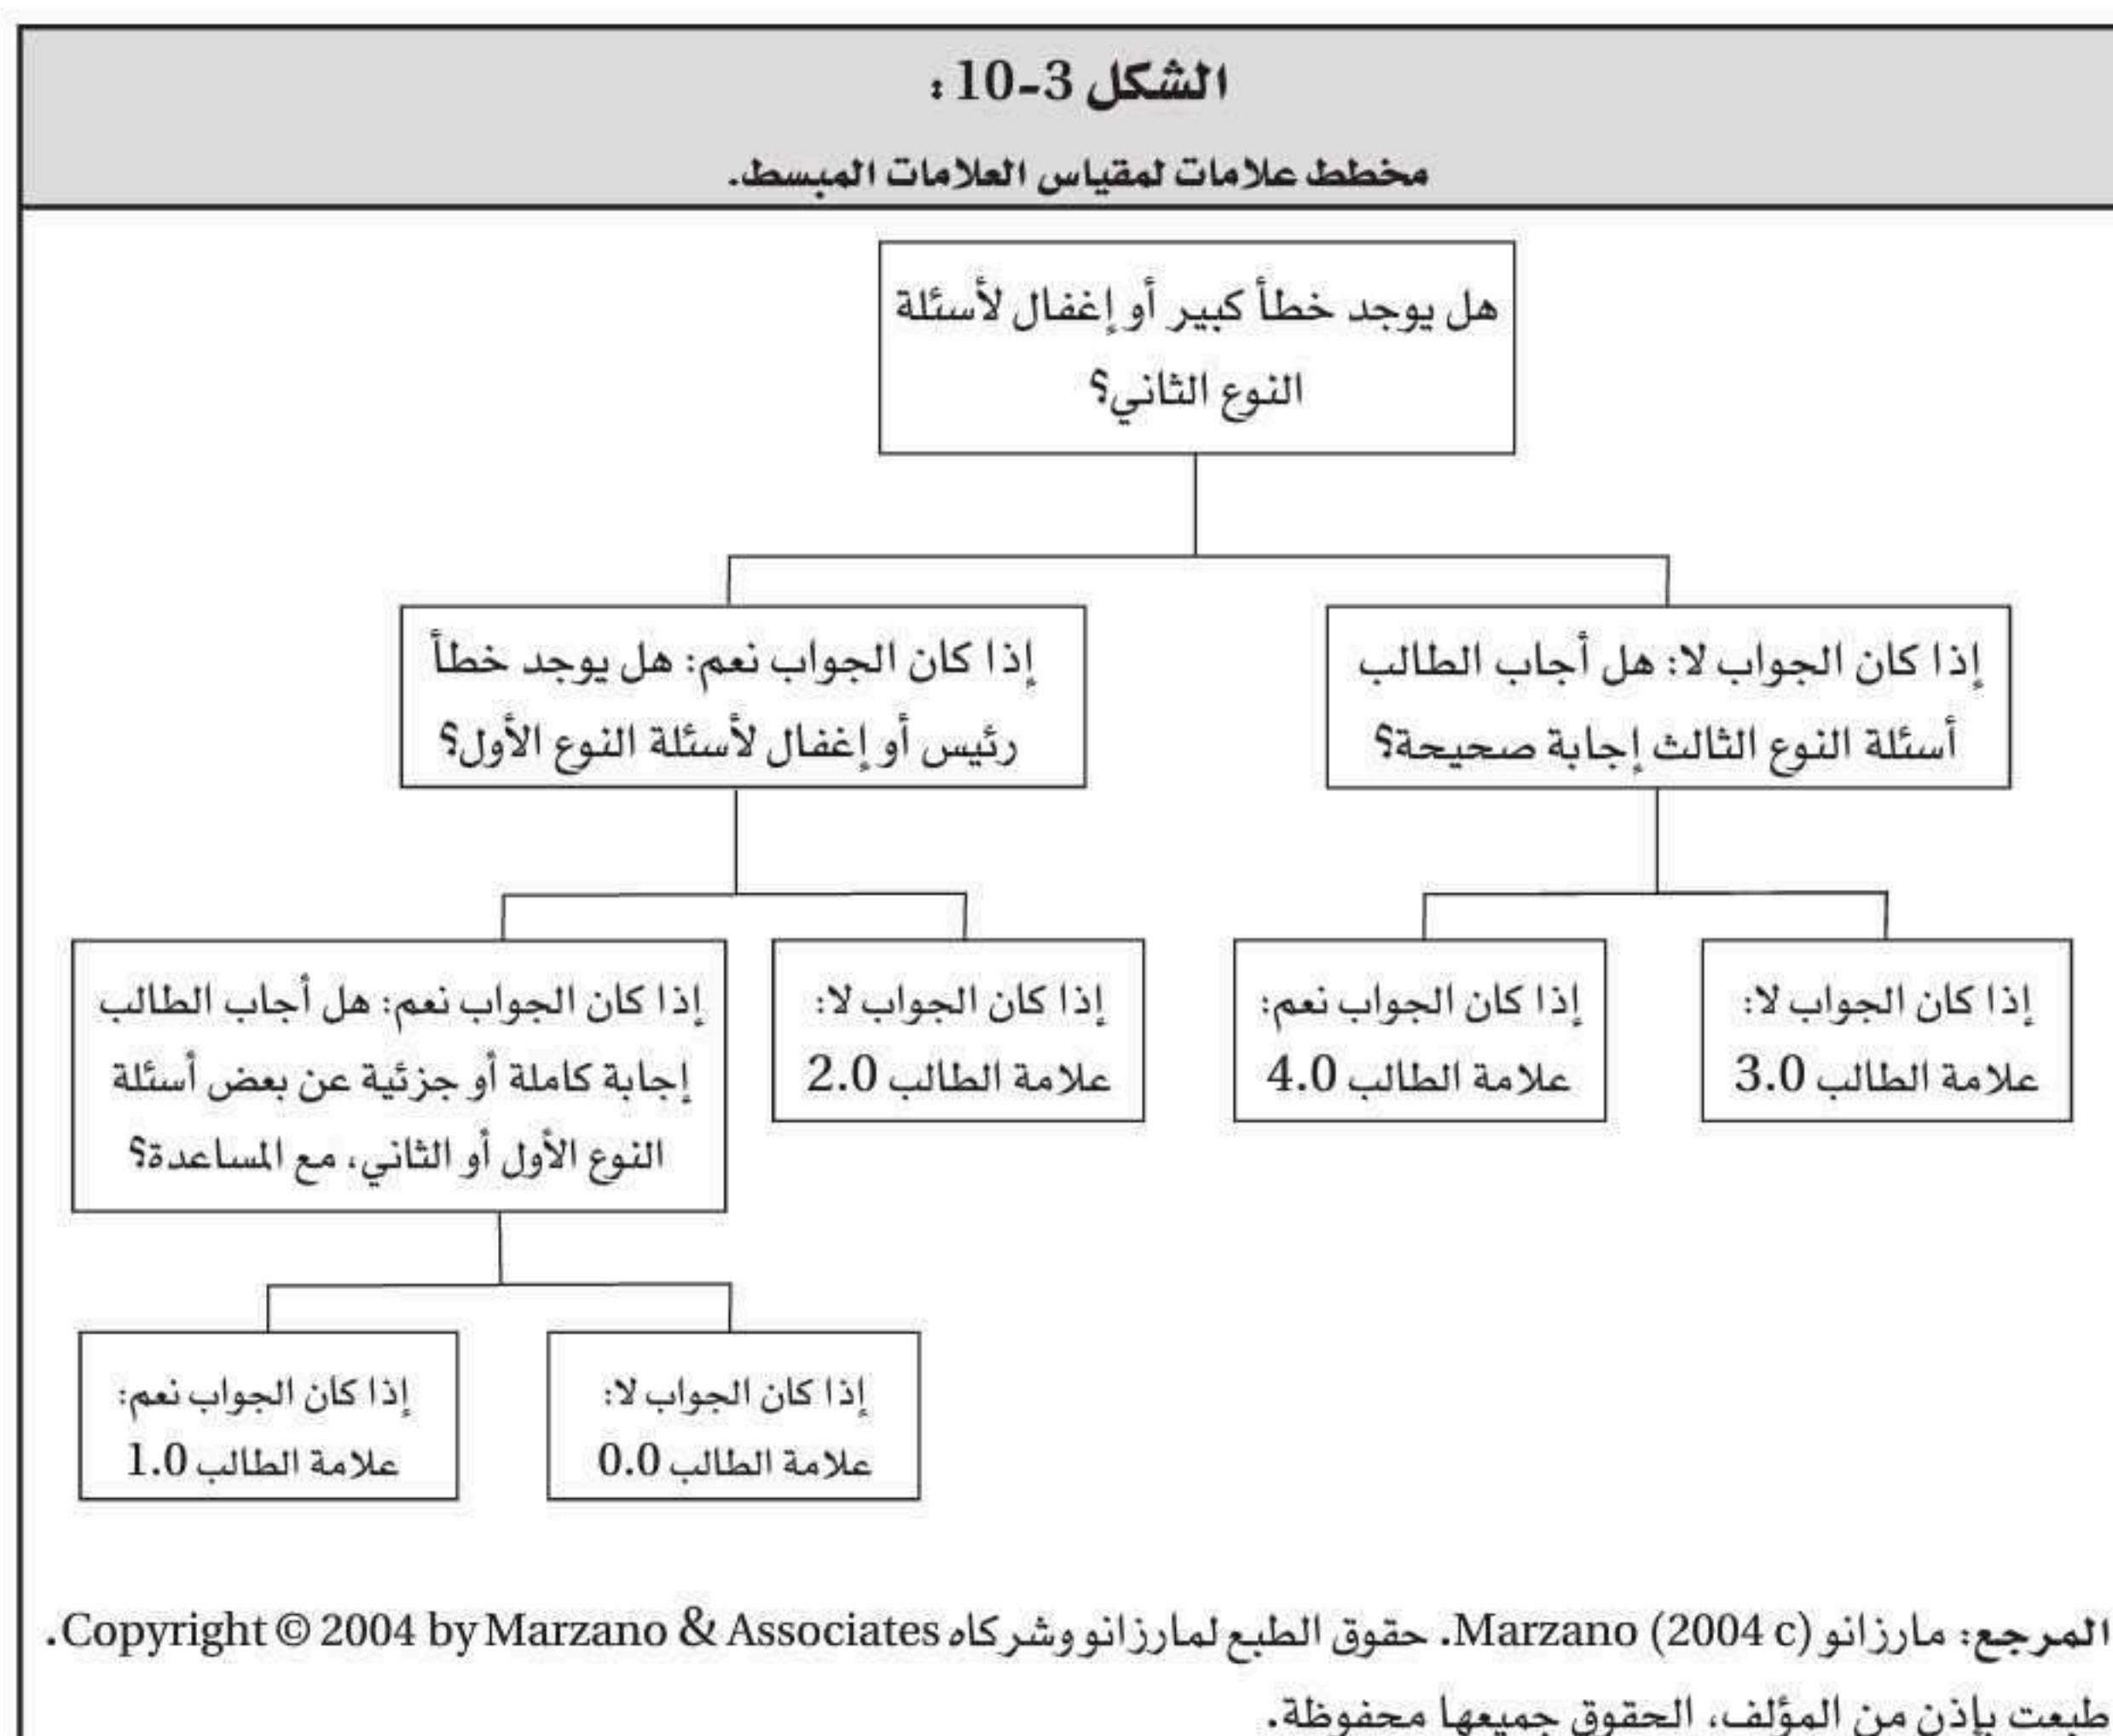 الشكل 3-10:
مخطط علامات لمقياس العلامات المبسط.
هل يوجد خطأ كبير أو إغفال لأسئلة
النوع الثاني؟
إذا كان الجواب لا: هل أجاب الطالب
أسئلة النوع الثالث إجابة صحيحة؟
إذا كان الجواب نعم: هل يوجد خطأ
رئيس أو إغفال لأسئلة النوع الأول؟
إذا كان الجواب لا:
علامة الطالب 3.0
إذا كان الجواب نعم:
علامة الطالب 4.0
إذا كان الجواب لا:
علامة الطالب 2.0
إذا كان الجواب نعم: هل أجاب الطالب
إجابة كاملة أو جزئية عن بعض أسئلة
النوع الأول أو الثاني، مع المساعدة؟
إذا كان الجواب لا:
علامة الطالب 0.0
إذا كان الجواب نعم:
علامة الطالب 1.0
المرجع: مارزانو Marzano (2004 c). حقوق الطبع لمارزانو وشركاه Copyright © 2004 by Marzano & Associates.
طبعت بإذن من المؤلف، الحقوق جميعها محفوظة.